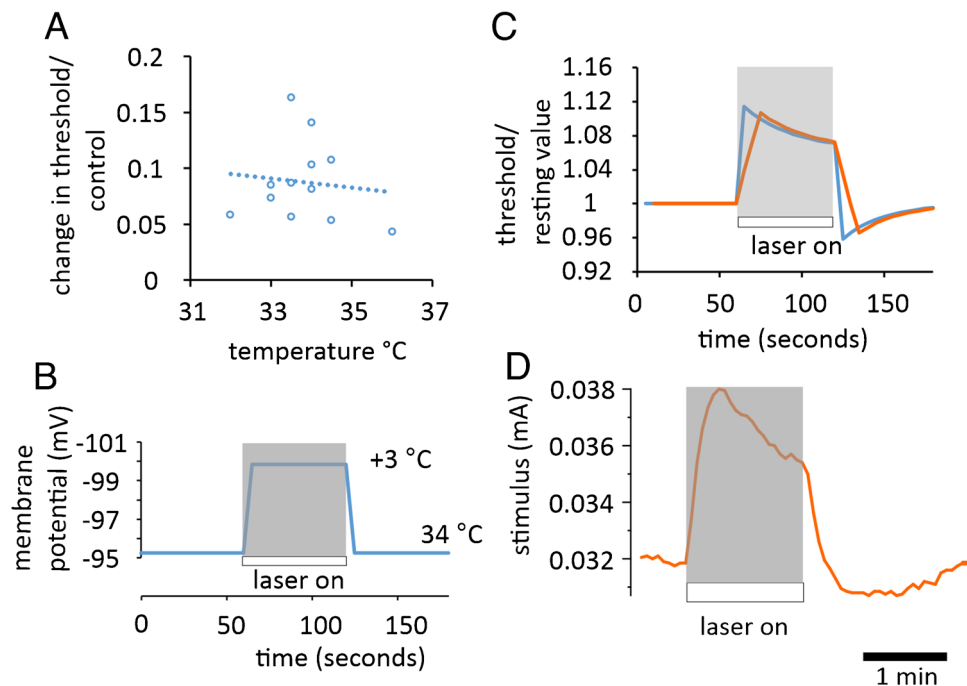 A
change in threshold/
control
0.2
0.15
0.1
0.05
0
31
33
35
37
temperature °C
B
membrane
potential (mV)
-101
-99
-97
-95
+3 °C
34 °C
laser on
0
50
100
150
time (seconds)
C
threshold/
resting value
1.16
1.12
1.08
1.04
1
0.96
0.92
laser on
0
50
100
150
time (seconds)
D
stimulus (mA)
0.038
0.036
0.034
0.032
laser on
1 min